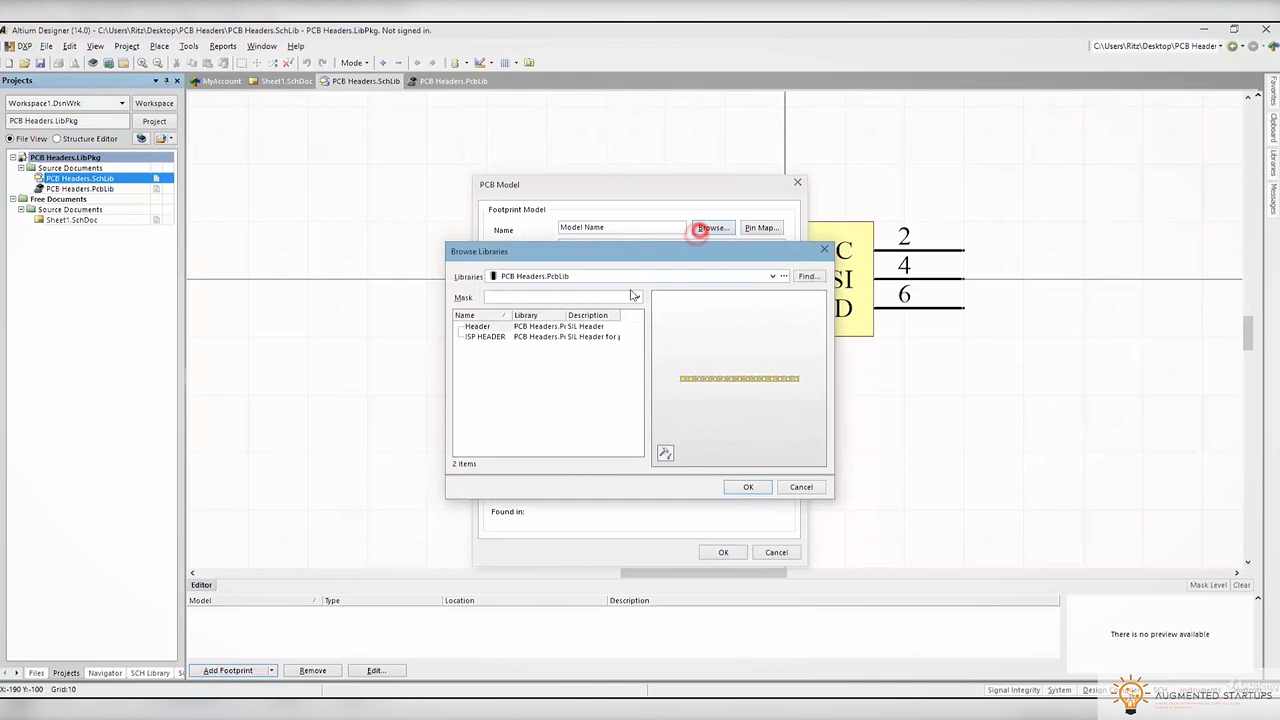 Altium Designer (14.0) - C:\Users\Ritz\Desktop\PCB Headers\PCB Headers.SchLib - PCB Headers.LibPkg. Not signed in.
DXP File Edit View Project Place Tools Reports Window Help
C:\Users\Ritz\Desktop\PCB Header
Mode
Projects
MyAccount Sheet1.SchDoc PCB Headers.SchLib PCB Headers.PcbLib
Workspace1.DsnWrk Workspace
PCB Headers.LibPkg Project
File View Structure Editor
PCB Headers.LibPkg
Source Documents
PCB Headers.SchLib
PCB Headers.PcbLib
Free Documents
Source Documents
Sheet1.SchDoc
Favorites
Clipboard
Libraries
Messages
PCB Model
Footprint Model
Name Model Name Browse... Pin Map...
Browse Libraries
Libraries PCB Headers.PcbLib Find...
Mask
Name Library Description
Header PCB Headers.Pc SIL Header
ISP HEADER PCB Headers.Pc SIL Header for p
2 items
OK Cancel
Found in:
OK Cancel
C 2
SI 4
D 6
Editor
Mask Level Clear
Model Type Location Description
There is no preview available
Add Footprint Remove Edit...
Files Projects Navigator SCH Library
X:-190 Y:-100 Grid:10
Signal Integrity System
AUGMENTED STARTUPS